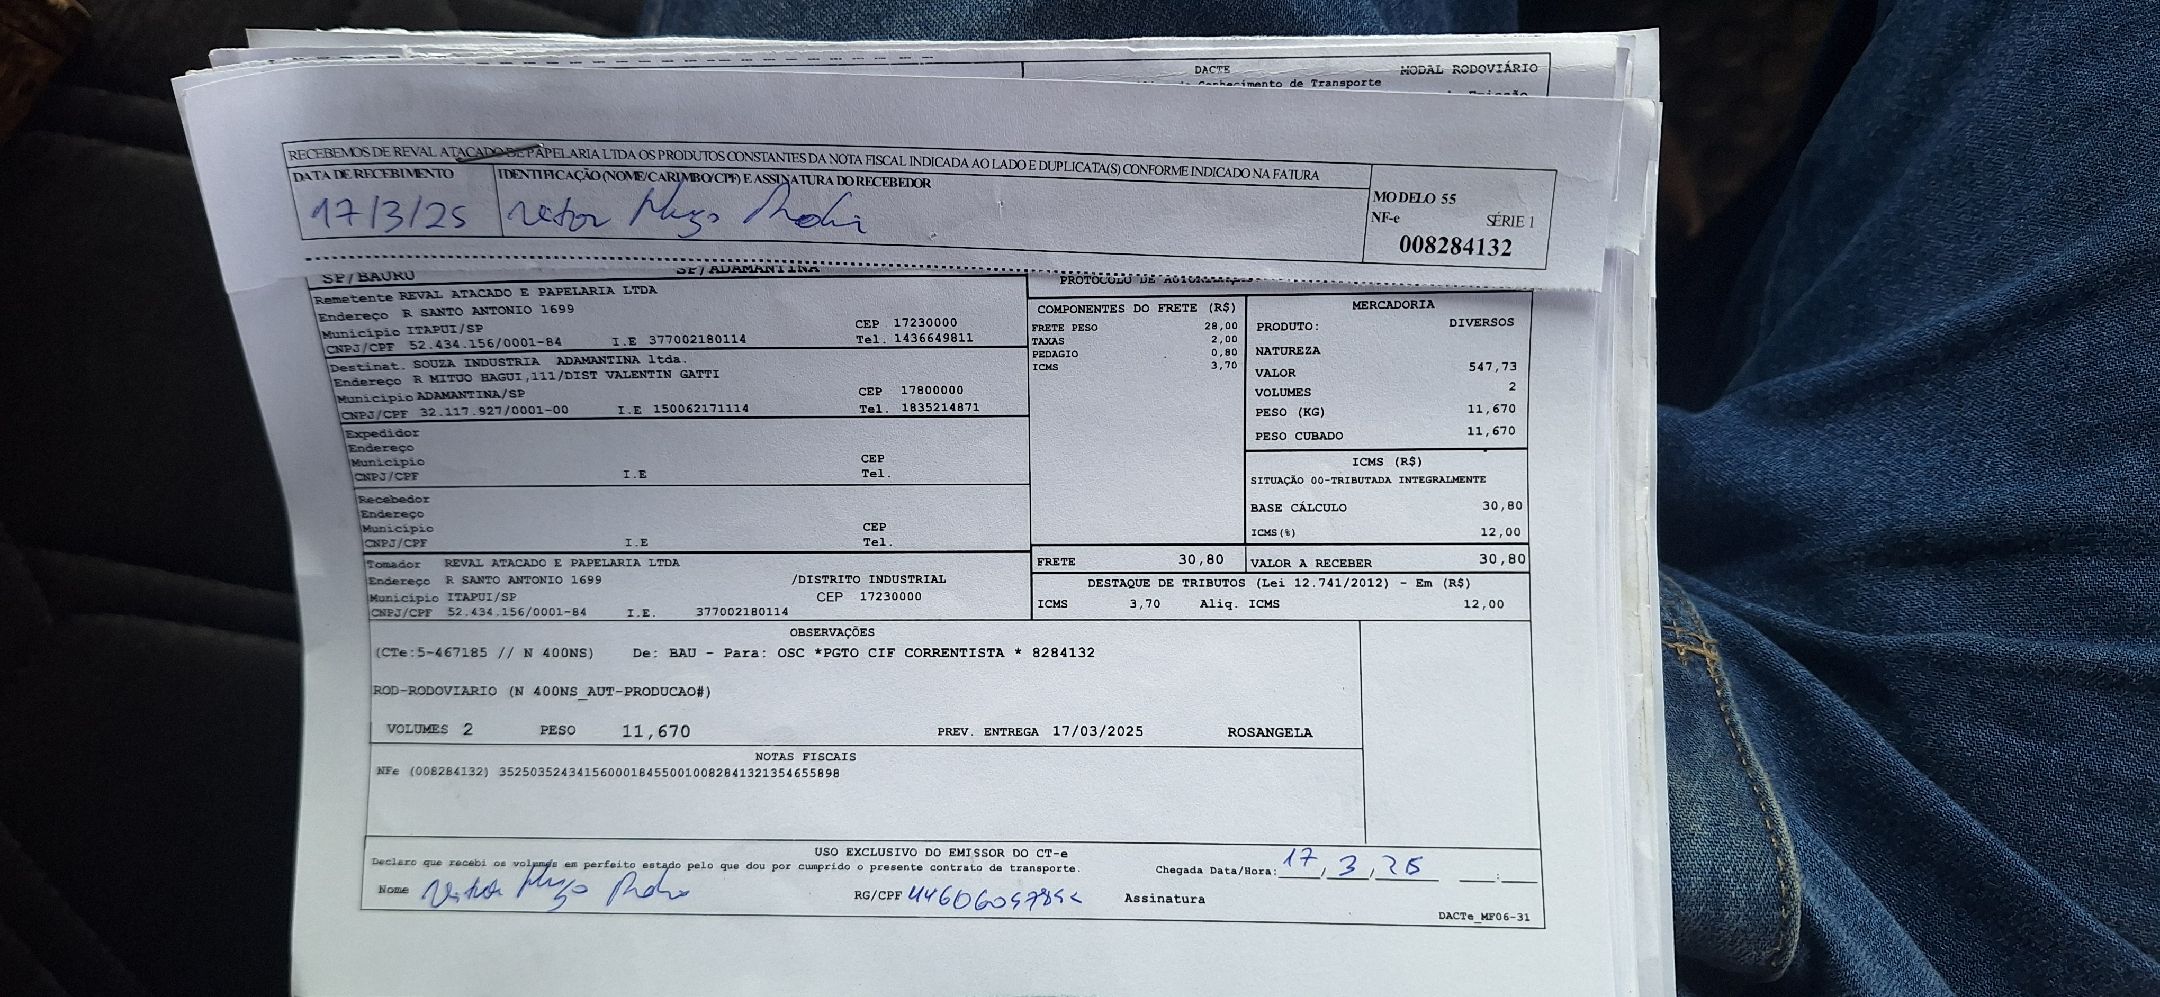 DACTE
MODAL RODOVIÁRIO
Conhecimento de Transporte
RECEBEMOS DE REVAL ATACADO DE PAPELARIA LTDA OS PRODUTOS CONSTANTES DA NOTA FISCAL INDICADA AO LADO E DUPLICATA(S) CONFORME INDICADO NA FATURA
DATA DE RECEBIMENTO
IDENTIFICAÇÃO (NOME/CARIMBO/CPF) E ASSINATURA DO RECEBEDOR
17/3/25
Hugo
MODELO 55
NF-e SÉRIE 1
008284132
SP/BAURU SP/ADAMANTINA
PROTOCOLO DE
Remetente REVAL ATACADO E PAPELARIA LTDA
Endereço R SANTO ANTONIO 1699
Município ITAPUI/SP CEP 17230000
CNPJ/CPF 52.434.156/0001-84 I.E 377002180114 Tel. 1436649811
Destinat. SOUZA INDUSTRIA ADAMANTINA ltda.
Endereço R MITUO HAGUI,111/DIST VALENTIN GATTI
Município ADAMANTINA/SP CEP 17800000
CNPJ/CPF 32.117.927/0001-00 I.E 150062171114 Tel. 1835214871
Expedidor
Endereço
Município CEP
CNPJ/CPF I.E Tel.
Recebedor
Endereço
Município CEP
CNPJ/CPF I.E Tel.
Tomador REVAL ATACADO E PAPELARIA LTDA
Endereço R SANTO ANTONIO 1699 /DISTRITO INDUSTRIAL
Município ITAPUI/SP CEP 17230000
CNPJ/CPF 52.434.156/0001-84 I.E. 377002180114
COMPONENTES DO FRETE (R$)
FRETE PESO 28,00
TAXAS 2,00
PEDAGIO 0,80
ICMS 3,70
MERCADORIA
PRODUTO: DIVERSOS
NATUREZA
VALOR 547,73
VOLUMES 2
PESO (KG) 11,670
PESO CUBADO 11,670
ICMS (R$)
SITUAÇÃO 00-TRIBUTADA INTEGRALMENTE
BASE CÁLCULO 30,80
ICMS(%) 12,00
FRETE 30,80 VALOR A RECEBER 30,80
DESTAQUE DE TRIBUTOS (Lei 12.741/2012) - Em (R$)
ICMS 3,70 Aliq. ICMS 12,00
OBSERVAÇÕES
(CTe:5-467185 // N 400NS) De: BAU - Para: OSC *PGTO CIF CORRENTISTA * 8284132
ROD-RODOVIARIO (N 400NS_AUT-PRODUCAO#)
VOLUMES 2 PESO 11,670 PREV. ENTREGA 17/03/2025 ROSANGELA
NOTAS FISCAIS
NFe (008284132) 35250352434156000184550010082841321354655898
USO EXCLUSIVO DO EMISSOR DO CT-e
Declaro que recebi os volumes em perfeito estado pelo que dou por cumprido o presente contrato de transporte.
Chegada Data/Hora: 17/3/25
Nome Hugo RG/CPF Assinatura
DACTe_MF06-31